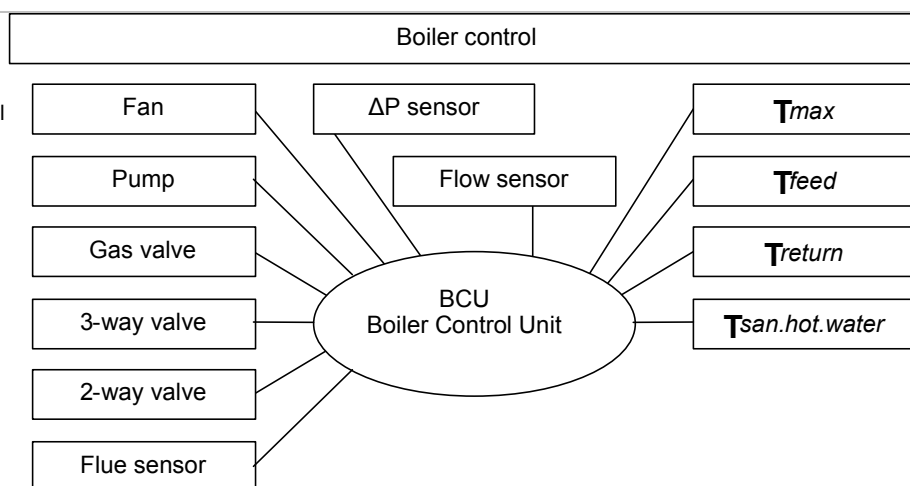 Boiler control
l
Fan
ΔP sensor
Tmax
Pump
Flow sensor
Tfeed
Gas valve
Treturn
BCU
Boiler Control Unit
3-way valve
Tsan.hot.water
2-way valve
Flue sensor